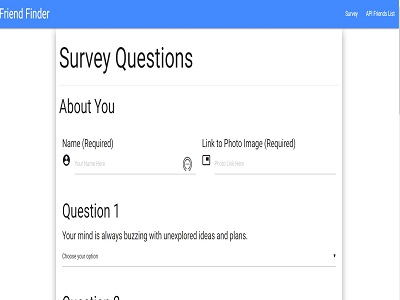 Friend Finder
Survey API Friends List
Survey Questions
About You
Name (Required) Link to Photo Image (Required)
Your Name Here Photo Link Here
Question 1
Your mind is always buzzing with unexplored ideas and plans.
Choose your option